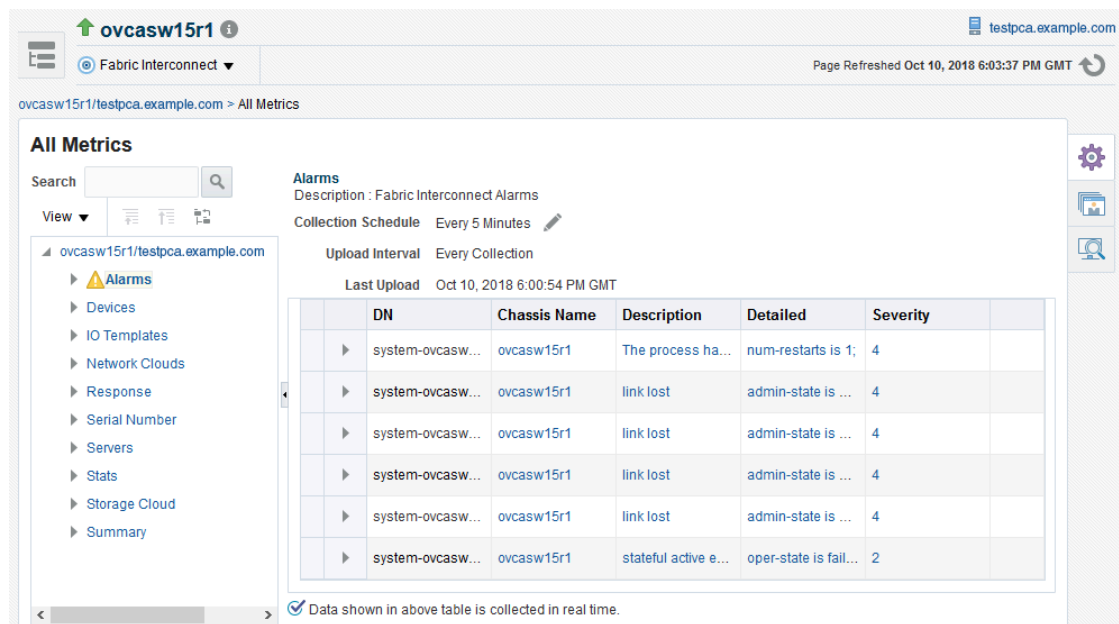 ovcasw15r1
testpca.example.com
Fabric Interconnect
Page Refreshed Oct 10, 2018 6:03:37 PM GMT
ovcasw15r1/testpca.example.com > All Metrics
All Metrics
Search
View
ovcasw15r1/testpca.example.com
Alarms
Devices
IO Templates
Network Clouds
Response
Serial Number
Servers
Stats
Storage Cloud
Summary
Alarms
Description : Fabric Interconnect Alarms
Collection Schedule Every 5 Minutes
Upload Interval Every Collection
Last Upload Oct 10, 2018 6:00:54 PM GMT
DN Chassis Name Description Detailed Severity
system-ovcasw... ovcasw15r1 The process ha... num-restarts is 1; 4
system-ovcasw... ovcasw15r1 link lost admin-state is ... 4
system-ovcasw... ovcasw15r1 link lost admin-state is ... 4
system-ovcasw... ovcasw15r1 link lost admin-state is ... 4
system-ovcasw... ovcasw15r1 link lost admin-state is ... 4
system-ovcasw... ovcasw15r1 stateful active e... oper-state is fail... 2
Data shown in above table is collected in real time.